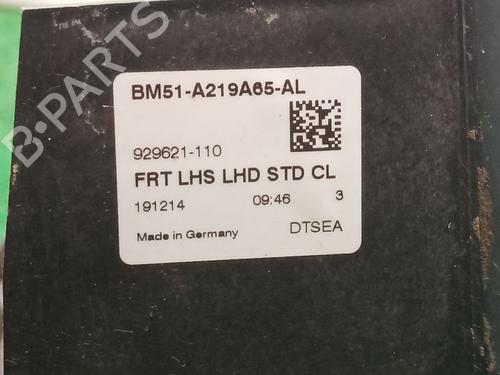 BM51-A219A65-AL
929621-110
FRT LHS LHD STD CL
191214 09:46 3
Made in Germany DTSEA
B-PARTS